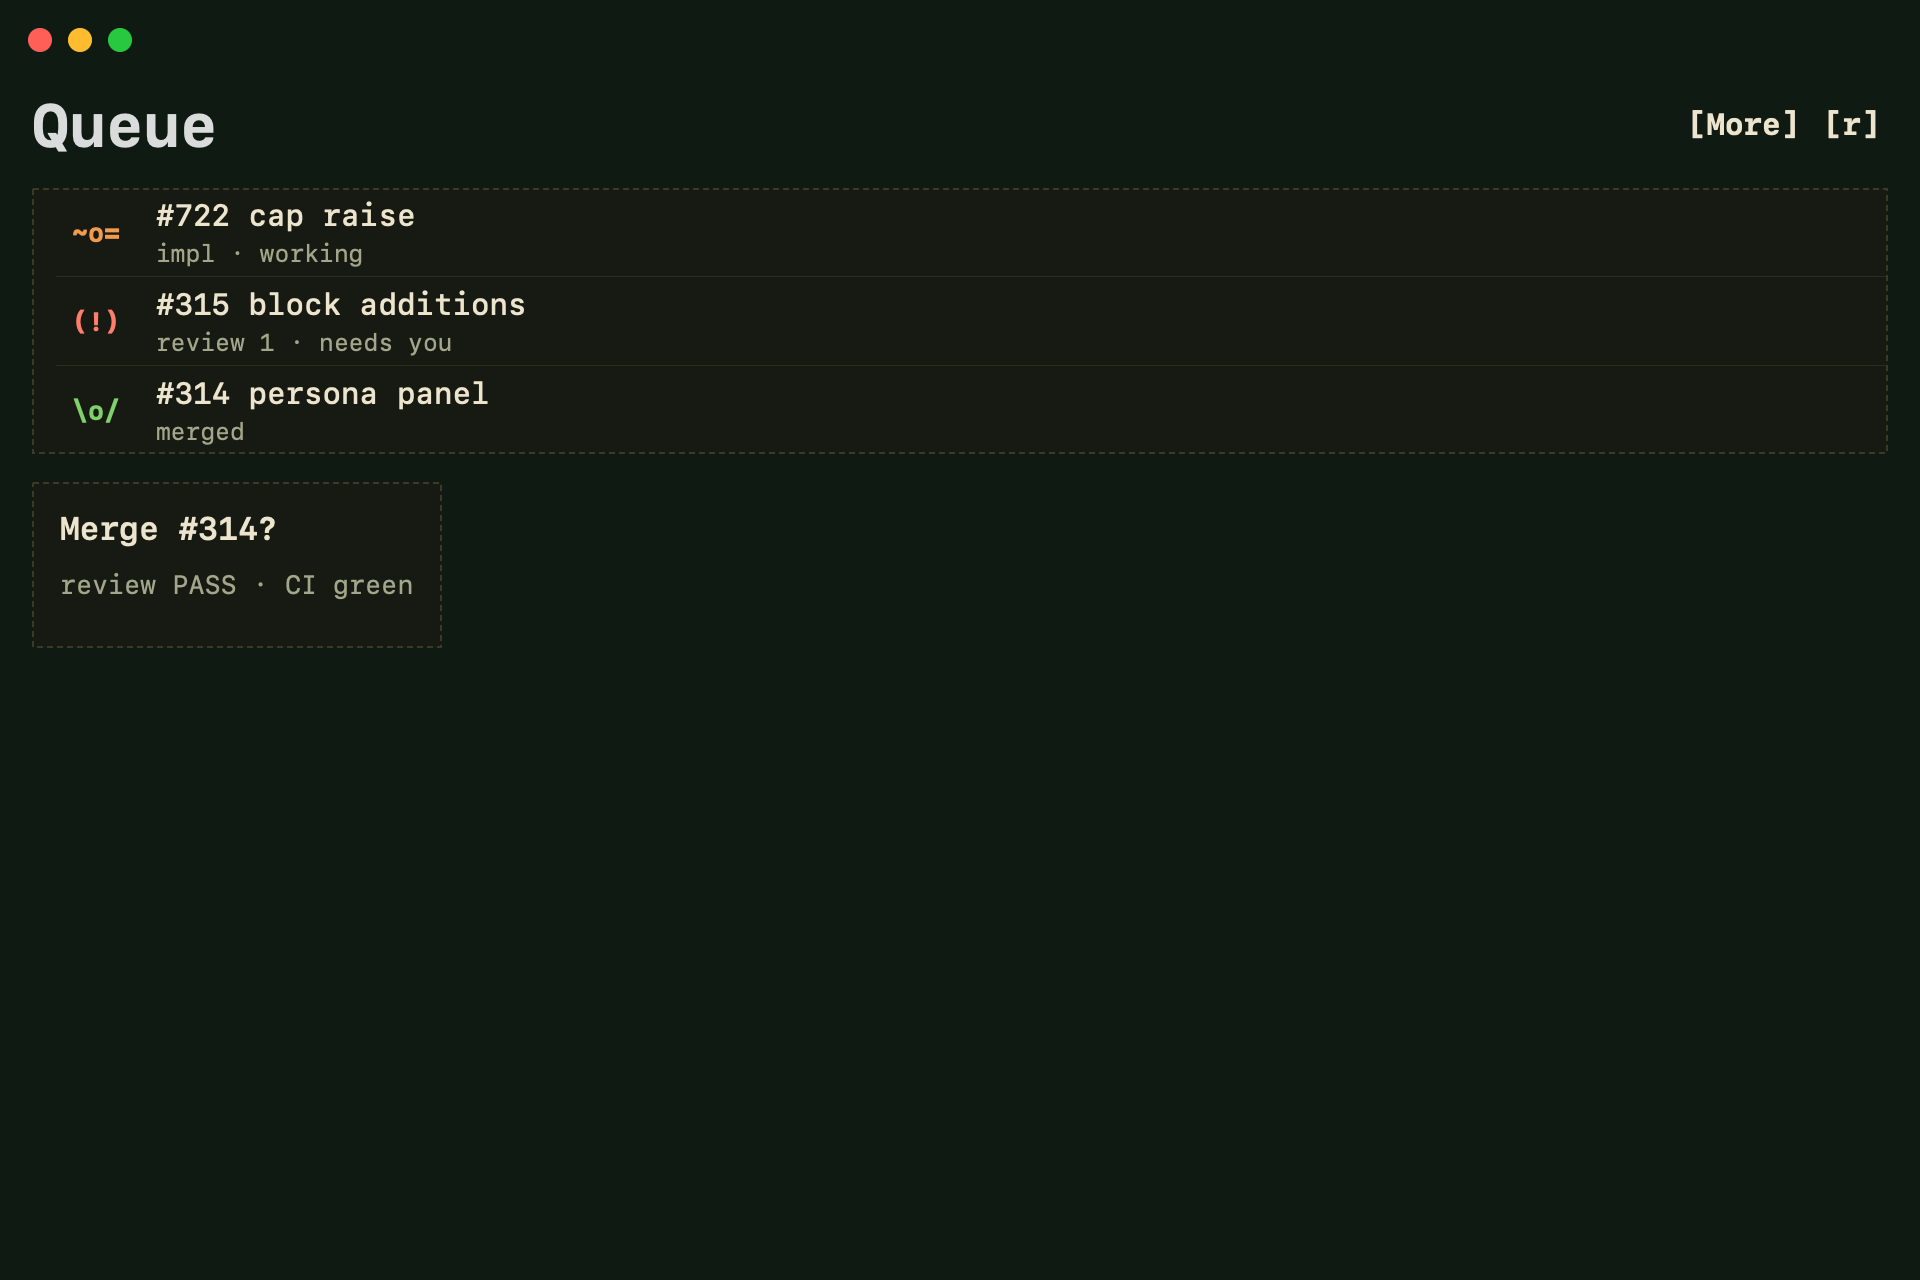 Queue
[More] [r]
~o=
#722 cap raise
impl · working
(!)
#315 block additions
review 1 · needs you
\o/
#314 persona panel
merged
Merge #314?
review PASS · CI green